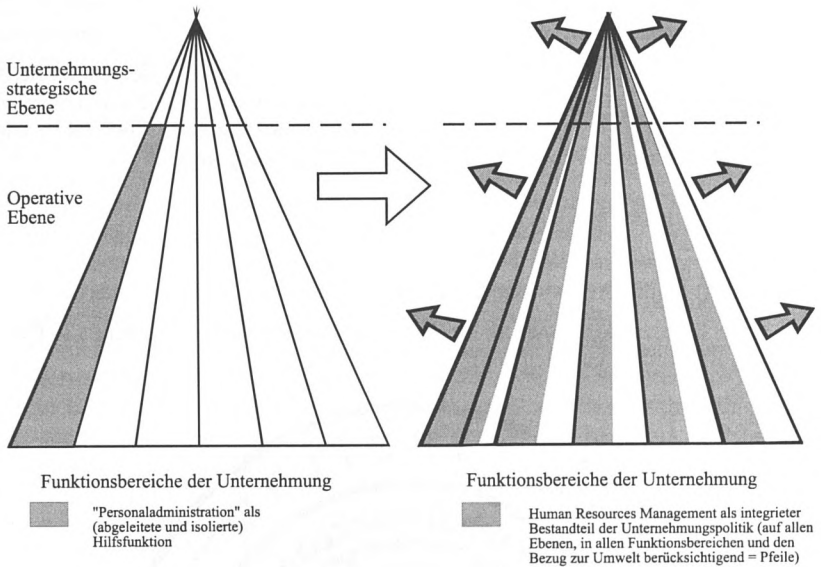 Unternehmungs-
strategische
Ebene
Operative
Ebene
Funktionsbereiche der Unternehmung
"Personaladministration" als
(abgeleitete und isolierte)
Hilfsfunktion
Funktionsbereiche der Unternehmung
Human Resources Management als integrieter
Bestandteil der Unternehmungspolitik (auf allen
Ebenen, in allen Funktionsbereichen und den
Bezug zur Umwelt berücksichtigend = Pfeile)